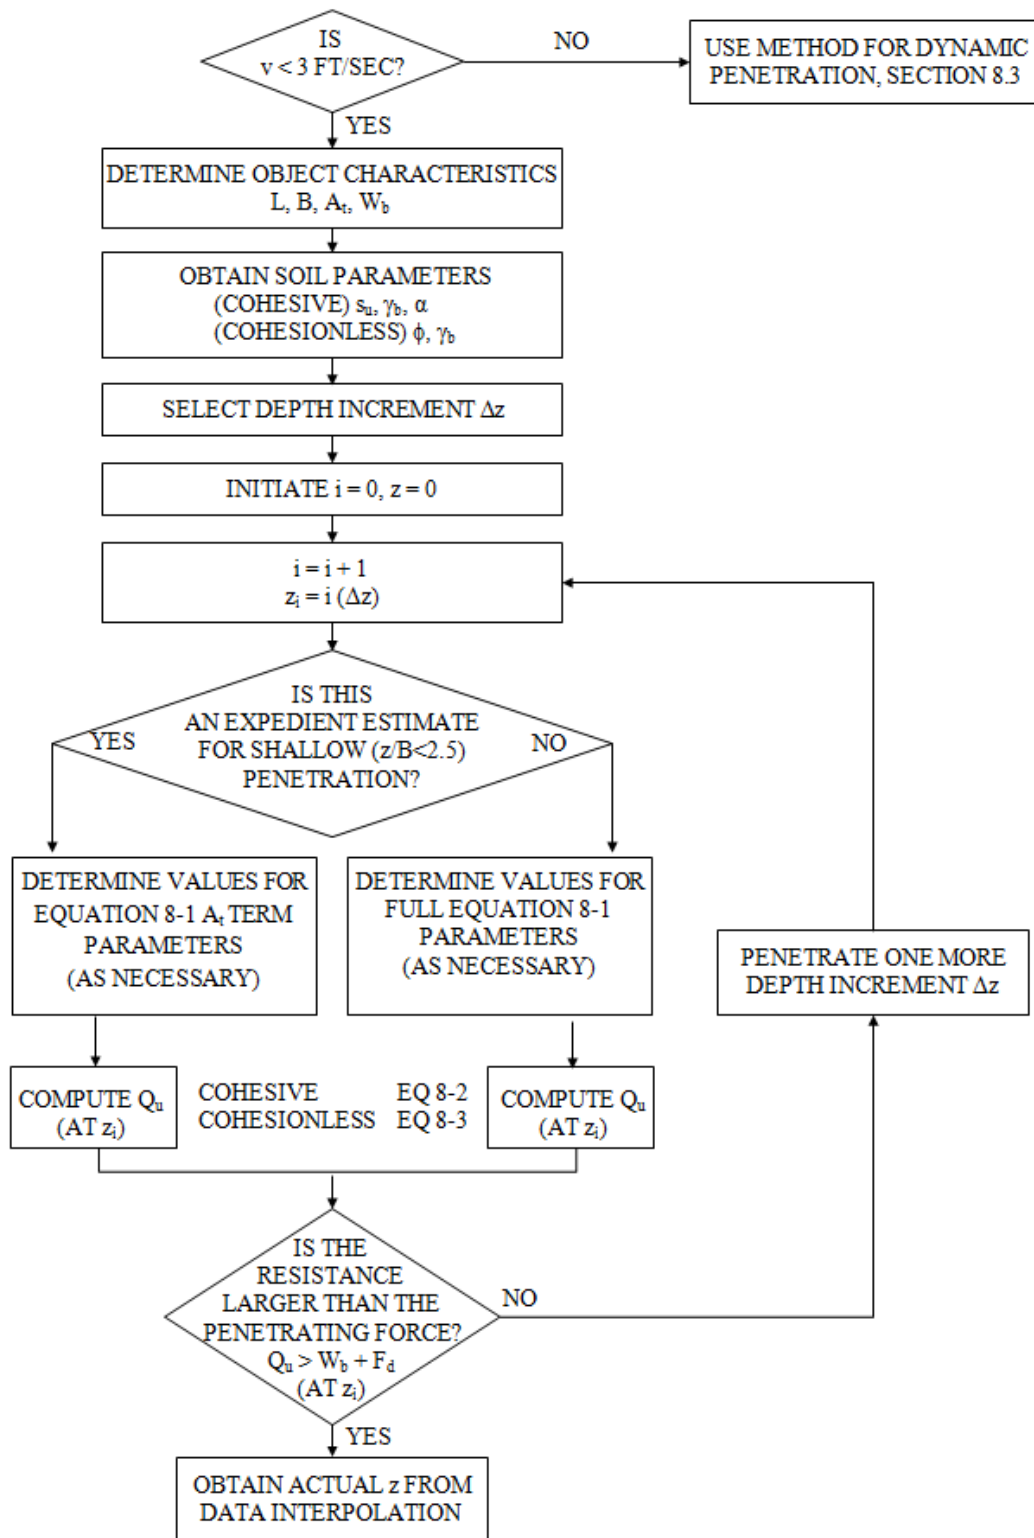 IS
v < 3 FT/SEC?
NO
USE METHOD FOR DYNAMIC
PENETRATION, SECTION 8.3
YES
DETERMINE OBJECT CHARACTERISTICS
L, B, Aₜ, W_b
OBTAIN SOIL PARAMETERS
(COHESIVE) sᵤ, γ_b, α
(COHESIONLESS) ϕ, γ_b
SELECT DEPTH INCREMENT Δz
INITIATE i = 0, z = 0
i = i + 1
zᵢ = i (Δz)
IS THIS
AN EXPEDIENT ESTIMATE
FOR SHALLOW (z/B<2.5)
PENETRATION?
YES
NO
DETERMINE VALUES FOR
EQUATION 8-1 Aₜ TERM
PARAMETERS
(AS NECESSARY)
DETERMINE VALUES FOR
FULL EQUATION 8-1
PARAMETERS
(AS NECESSARY)
PENETRATE ONE MORE
DEPTH INCREMENT Δz
COMPUTE Qᵤ
(AT zᵢ)
COHESIVE EQ 8-2
COHESIONLESS EQ 8-3
COMPUTE Qᵤ
(AT zᵢ)
IS THE
RESISTANCE
LARGER THAN THE
PENETRATING FORCE?
Qᵤ > W_b + F_d
(AT zᵢ)
NO
YES
OBTAIN ACTUAL z FROM
DATA INTERPOLATION